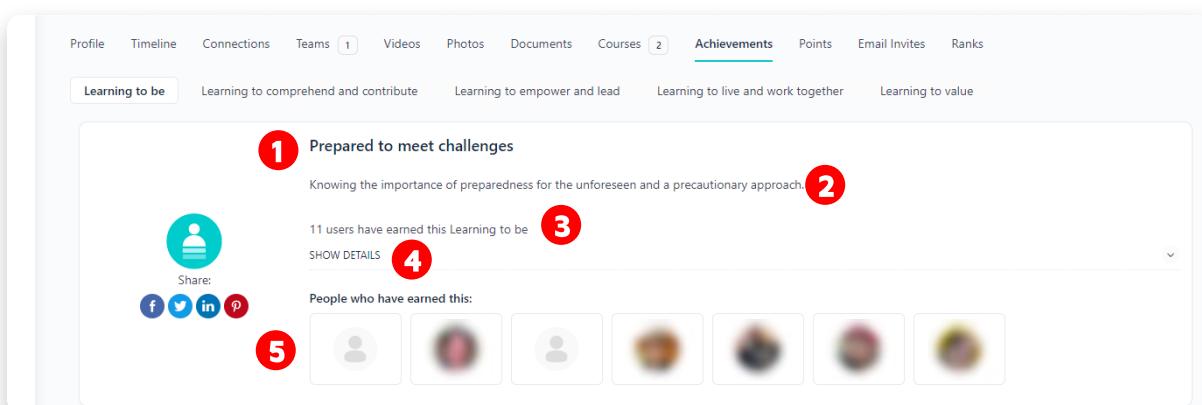 Profile Timeline Connections Teams 1 Videos Photos Documents Courses 2 Achievements Points Email Invites Ranks
Learning to be Learning to comprehend and contribute Learning to empower and lead Learning to live and work together Learning to value
1 Prepared to meet challenges
Knowing the importance of preparedness for the unforeseen and a precautionary approach. 2
11 users have earned this Learning to be 3
SHOW DETAILS 4
Share:
People who have earned this:
5